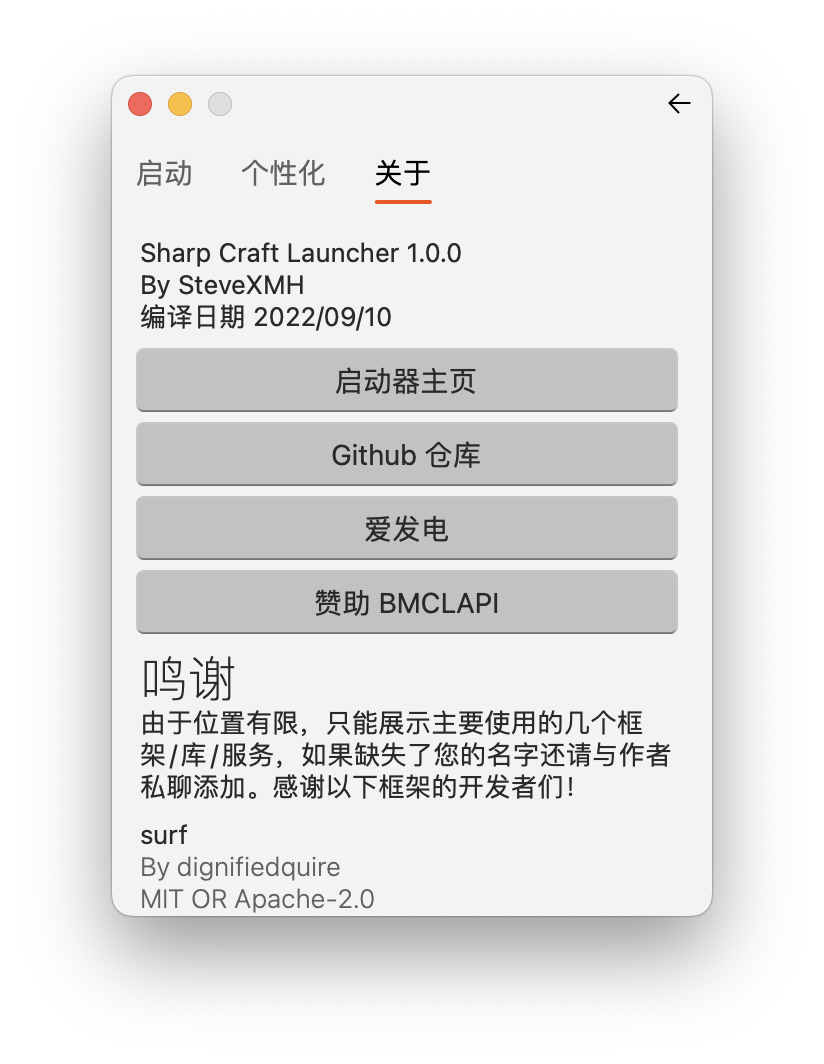 启动 个性化 关于
Sharp Craft Launcher 1.0.0
By SteveXMH
编译日期 2022/09/10
启动器主页
Github 仓库
爱发电
赞助 BMCLAPI
鸣谢
由于位置有限，只能展示主要使用的几个框
架/库/服务，如果缺失了您的名字还请与作者
私聊添加。感谢以下框架的开发者们！
surf
By dignifiedquire
MIT OR Apache-2.0